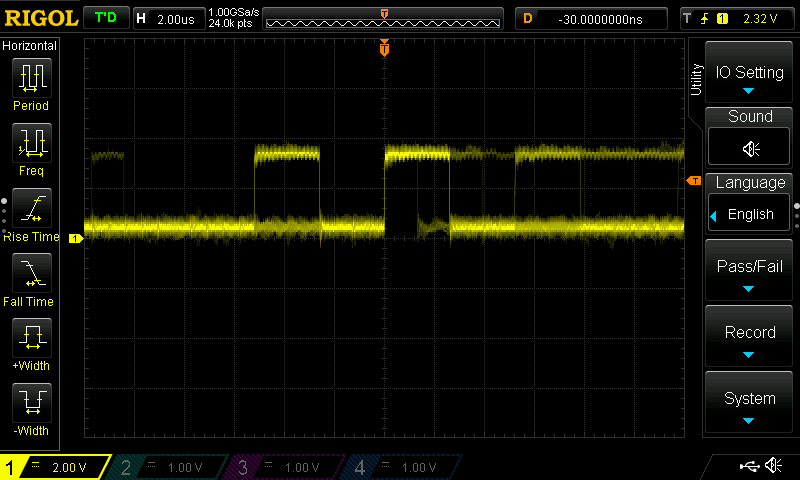 RIGOL T'D H 2.00us 1.00GSa/s D -30.0000000ns T 1 2.32 V
24.0k pts
T
Horizontal
Period
Freq
Rise Time
Fall Time
+Width
-Width
T
T
1
Utility
IO Setting
Sound
Language
English
Pass/Fail
Record
System
1 2.00 V 2 1.00 V 3 1.00 V 4 1.00 V